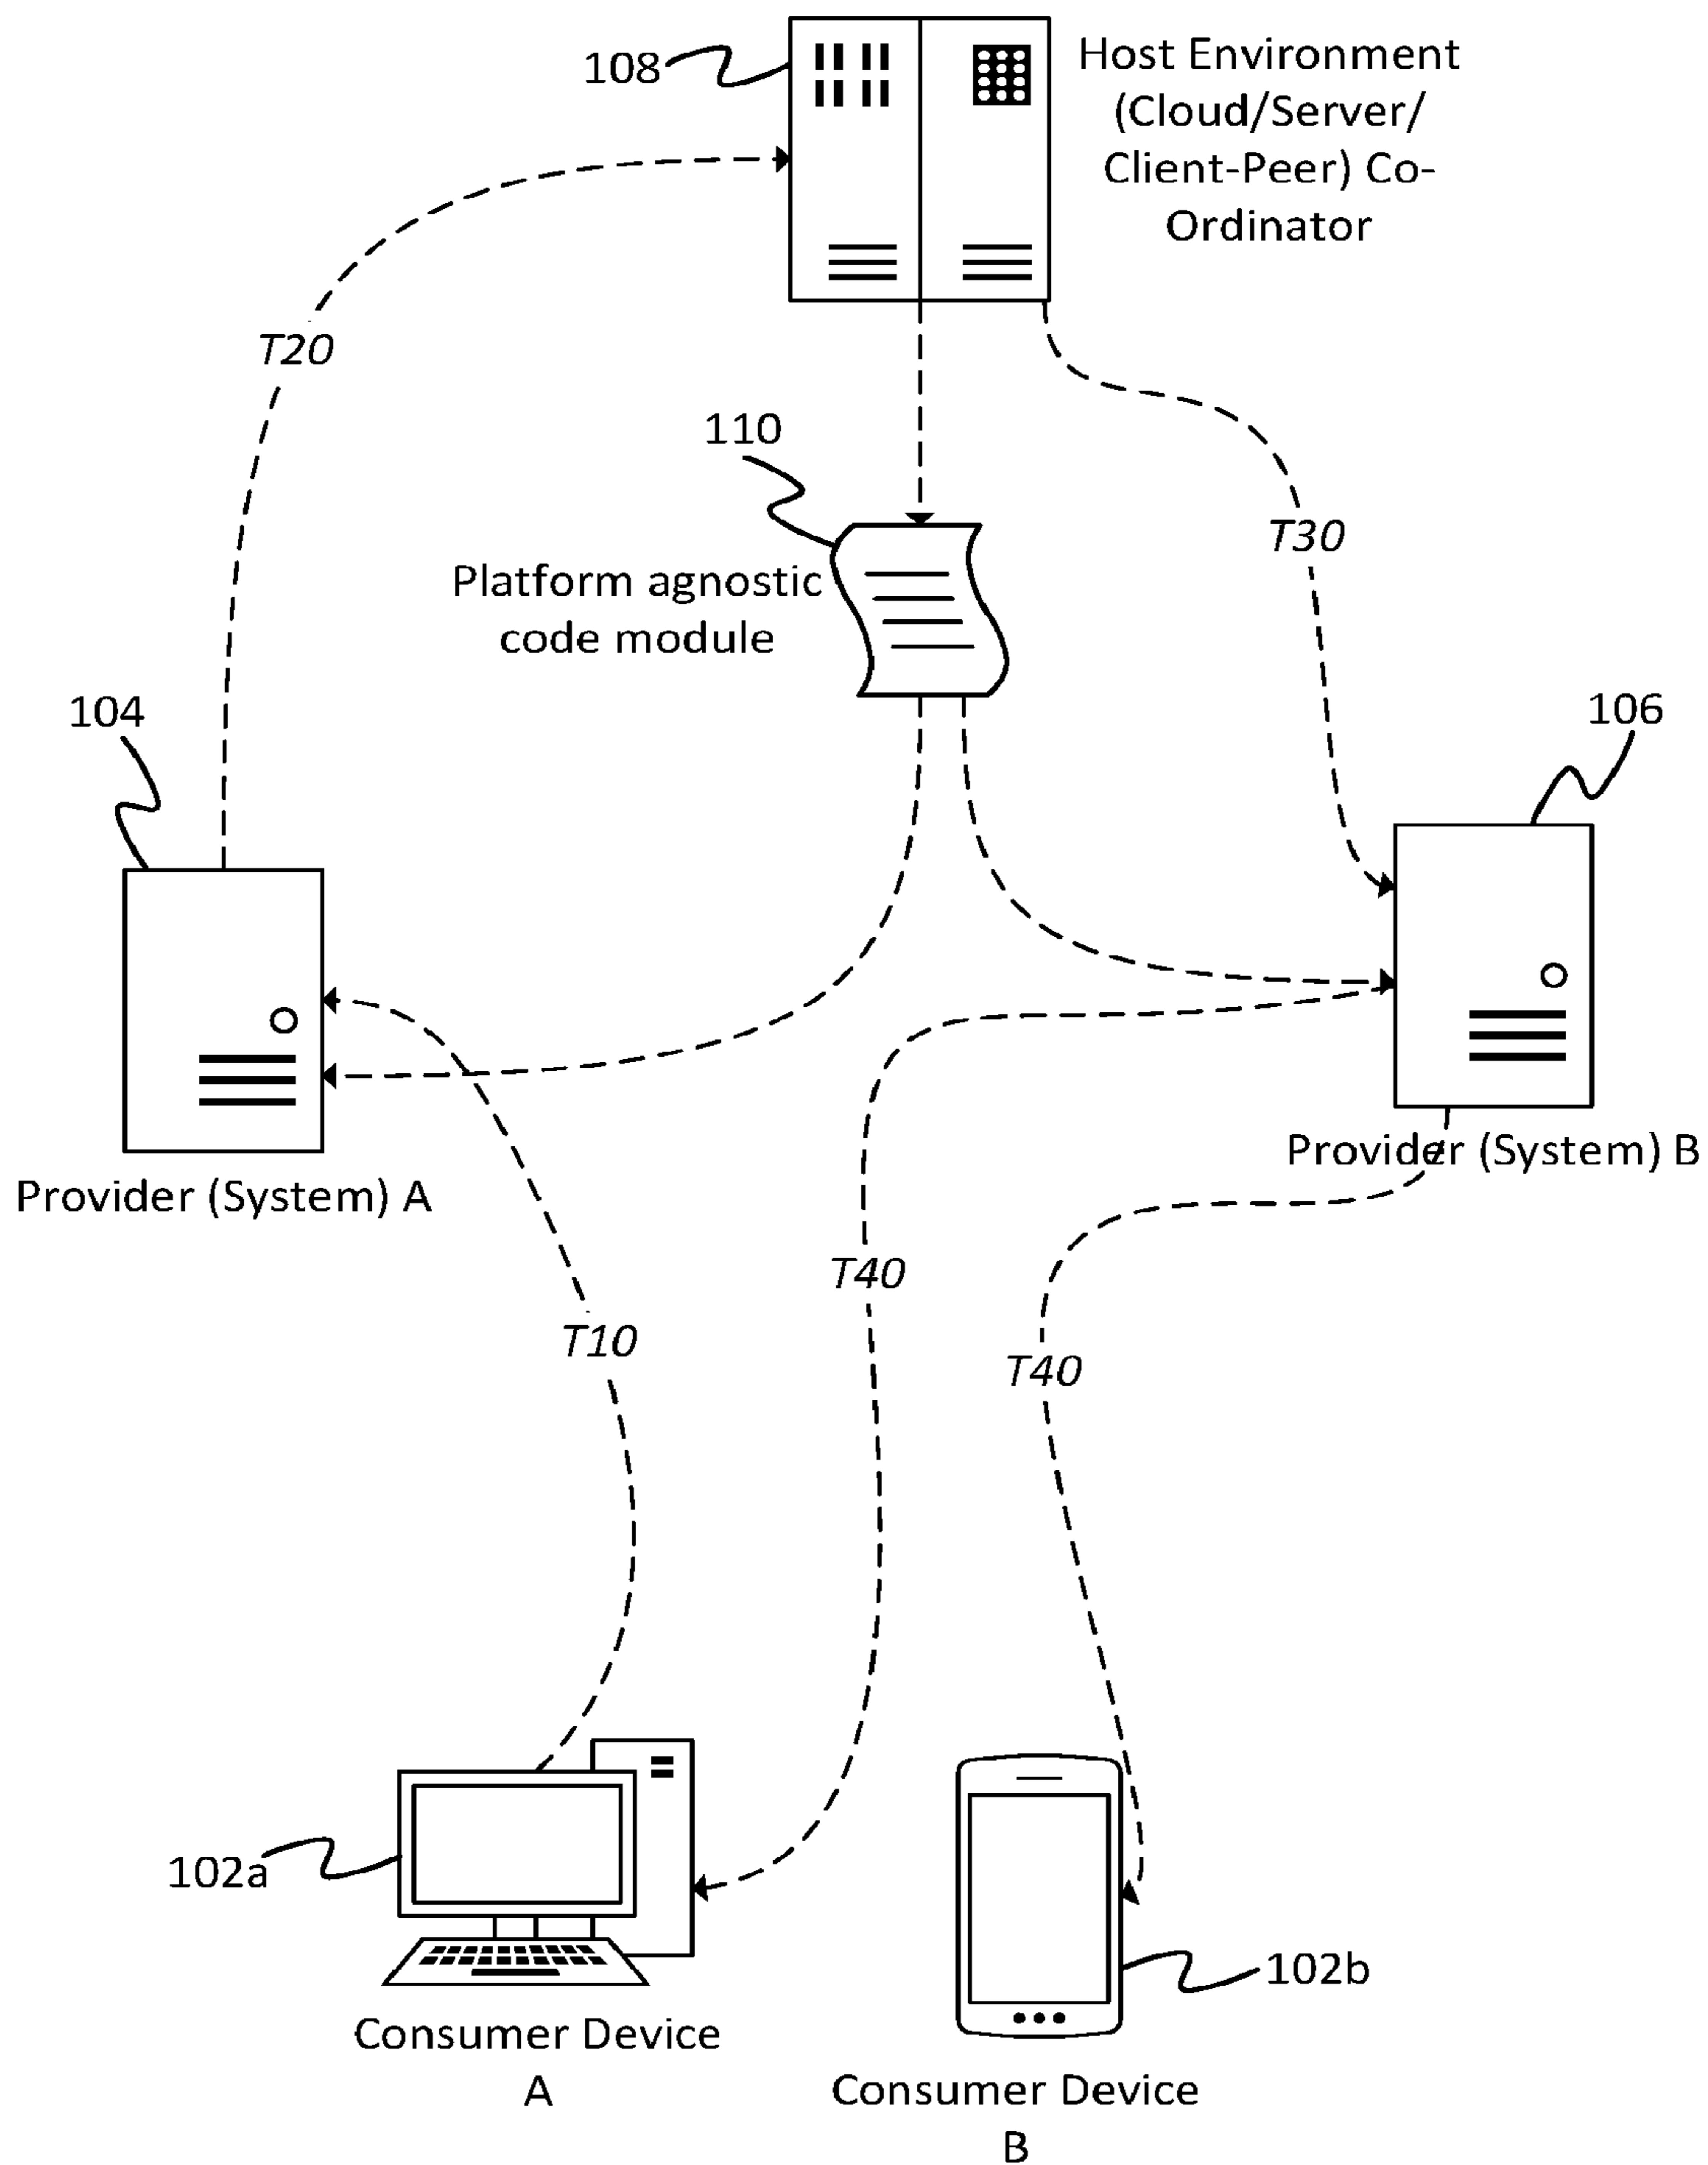 108
Host Environment
(Cloud/Server/
Client-Peer) Co-
Ordinator
T20
110
T30
Platform agnostic
code module
104
106
Provider (System) B
Provider (System) A
T40
T10
T40
102a
102b
Consumer Device
A
Consumer Device
B